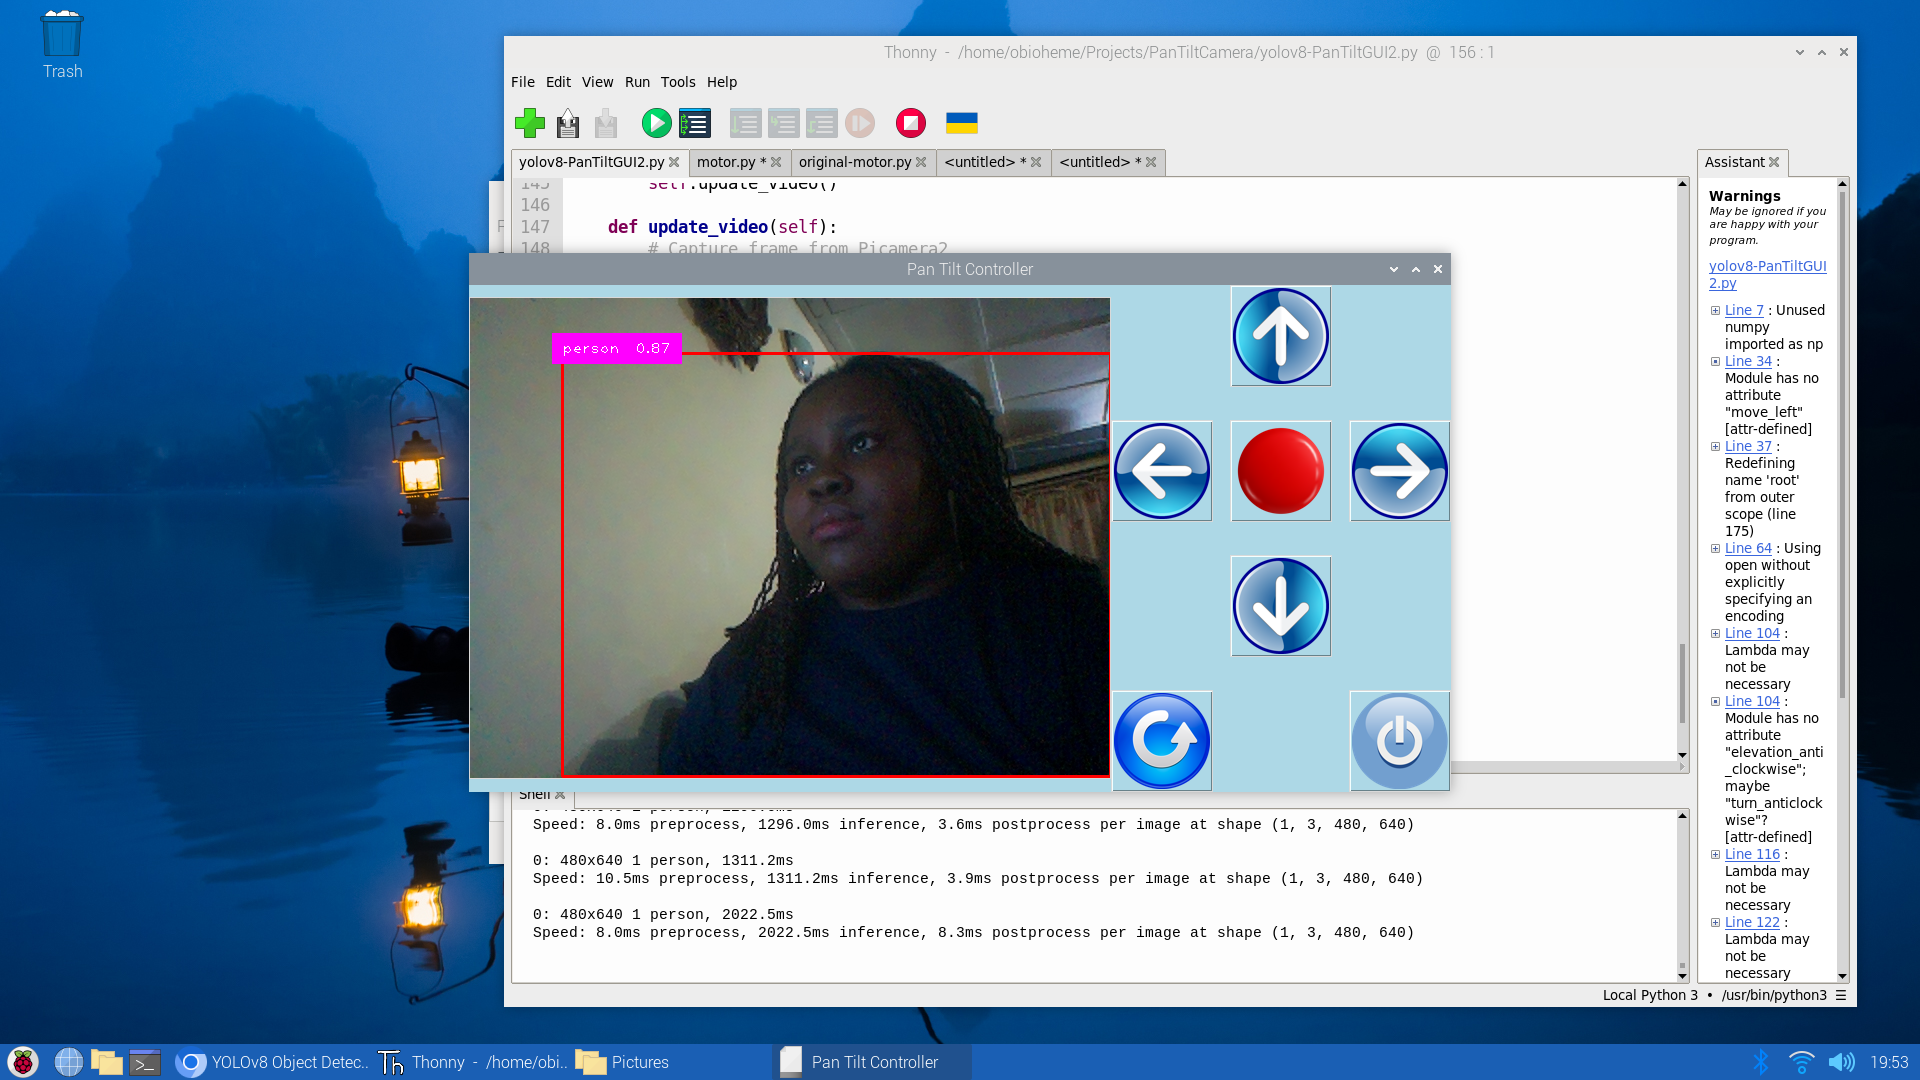 Trash
Thonny - /home/obioheme/Projects/PanTiltCamera/yolov8-PanTiltGUI2.py @ 156 : 1
File Edit View Run Tools Help
yolov8-PanTiltGUI2.py motor.py * original-motor.py <untitled> * <untitled> *
145 self.update_video()
146
147 def update_video(self):
148 # Capture frame from Picamera2
Pan Tilt Controller
person 0.87
Shell
Speed: 8.0ms preprocess, 1296.0ms inference, 3.6ms postprocess per image at shape (1, 3, 480, 640)
0: 480x640 1 person, 1311.2ms
Speed: 10.5ms preprocess, 1311.2ms inference, 3.9ms postprocess per image at shape (1, 3, 480, 640)
0: 480x640 1 person, 2022.5ms
Speed: 8.0ms preprocess, 2022.5ms inference, 8.3ms postprocess per image at shape (1, 3, 480, 640)
Assistant
Warnings
May be ignored if you
are happy with your
program.
yolov8-PanTiltGUI
2.py
Line 7 : Unused
numpy
imported as np
Line 34 :
Module has no
attribute
"move_left"
[attr-defined]
Line 37 :
Redefining
name 'root'
from outer
scope (line
175)
Line 64 : Using
open without
explicitly
specifying an
encoding
Line 104 :
Lambda may
not be
necessary
Line 104 :
Module has no
attribute
"elevation_anti
_clockwise";
maybe
"turn_anticlock
wise"?
[attr-defined]
Line 116 :
Lambda may
not be
necessary
Line 122 :
Lambda may
not be
necessary
Local Python 3 • /usr/bin/python3 ☰
YOLOv8 Object Detec.. Thonny - /home/obi.. Pictures Pan Tilt Controller 19:53